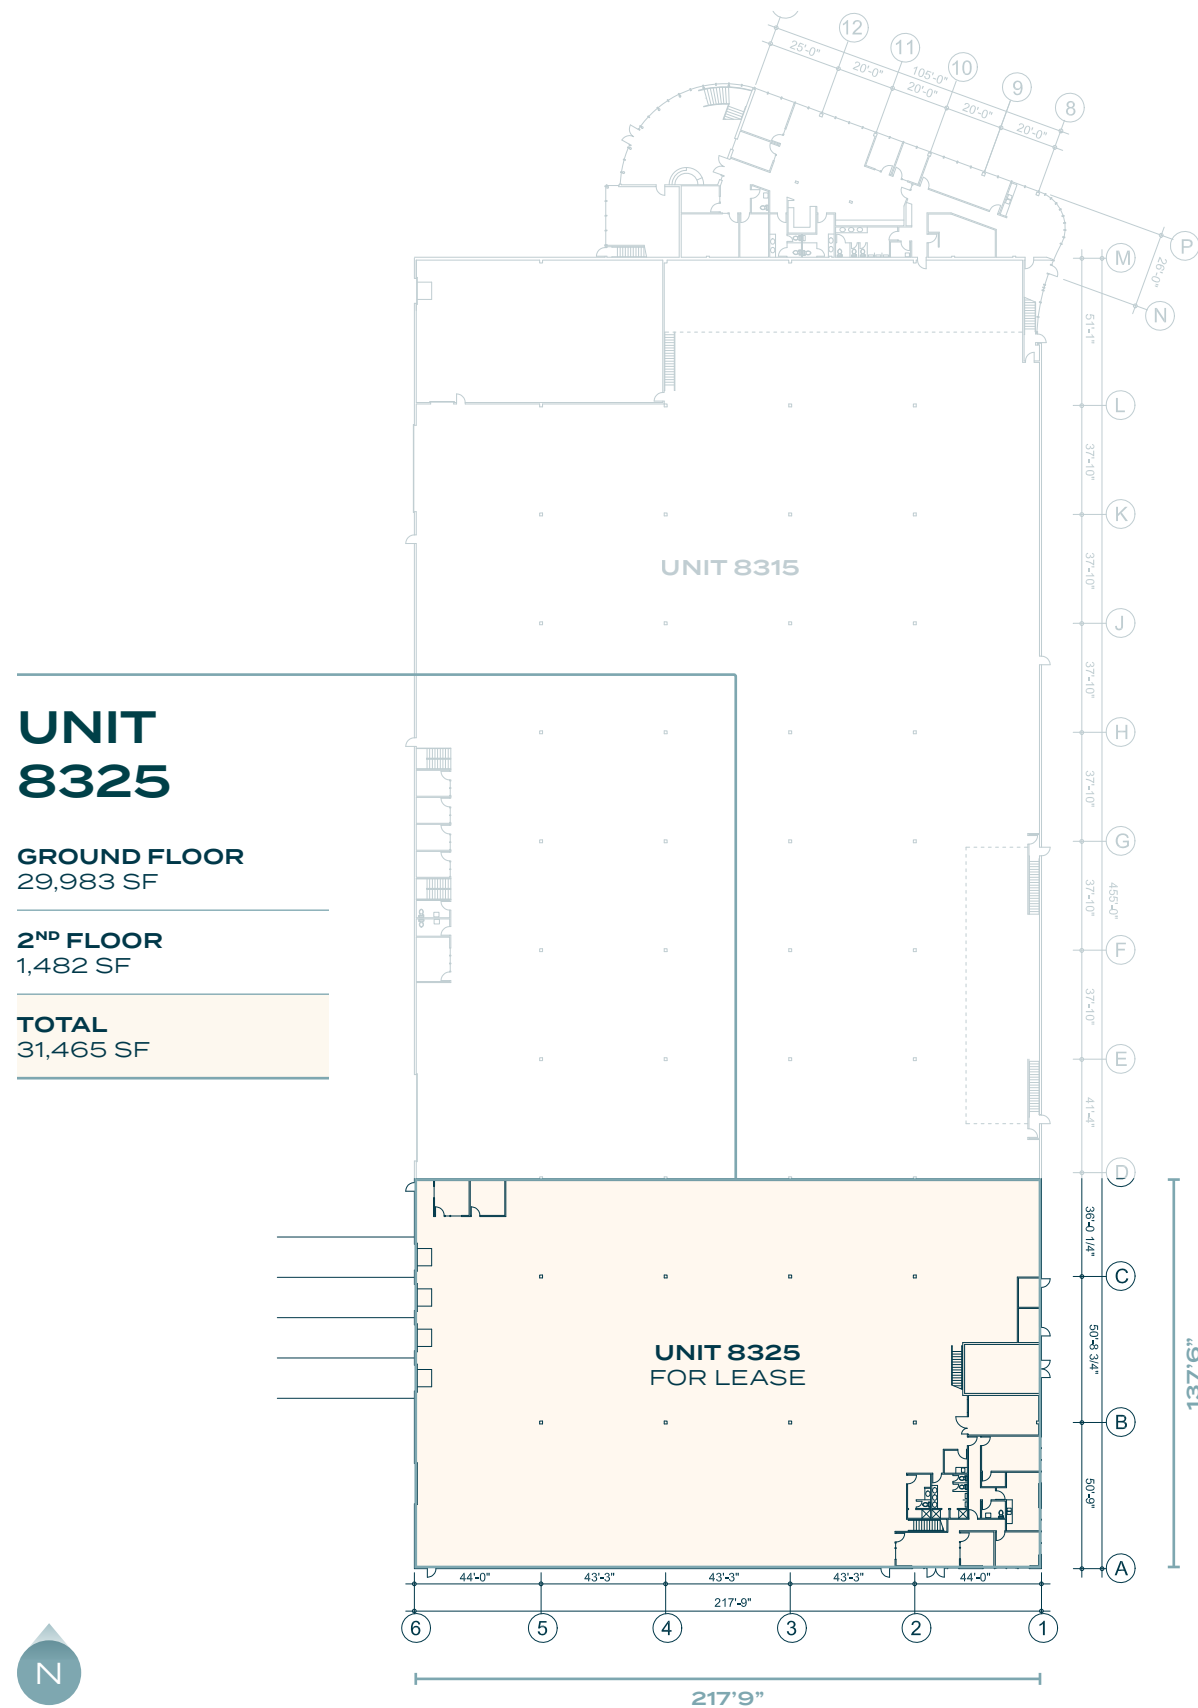 12
11
10
9
8
25'-0"
20'-0"
105'-0"
20'-0"
20'-0"
20'-0"
P
26'-0"
N
M
51'-1"
L
37'-10"
K
UNIT 8315
37'-10"
J
37'-10"
H
37'-10"
G
37'-10"
455'-0"
F
37'-10"
E
41'-4"
D
UNIT
8325
GROUND FLOOR
29,983 SF
2ND FLOOR
1,482 SF
TOTAL
31,465 SF
36'-0 1/4"
C
50'-8 3/4"
137'6"
UNIT 8325
FOR LEASE
B
50'-9"
A
44'-0"
43'-3"
43'-3"
43'-3"
44'-0"
217'-9"
6
5
4
3
2
1
N
217'9"